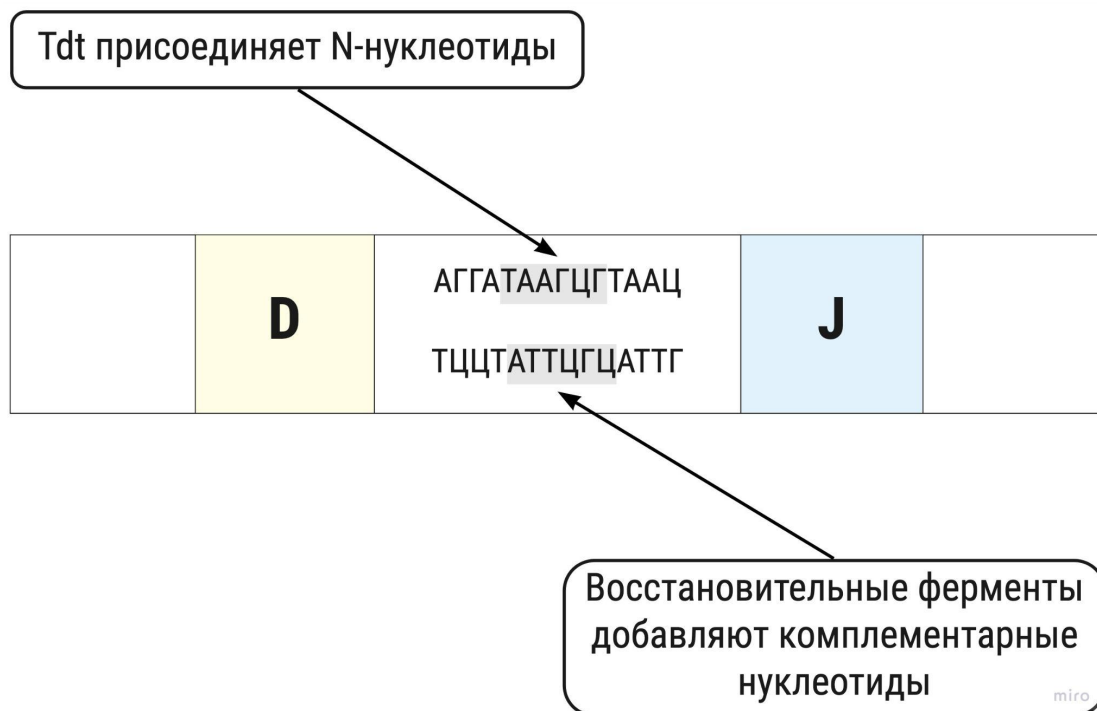 Tdt присоединяет N-нуклеотиды
D
АГГАТААГЦГТААЦ
ТЦЦТАТТЦГЦАТТГ
J
Восстановительные ферменты
добавляют комплементарные
нуклеотиды
miro